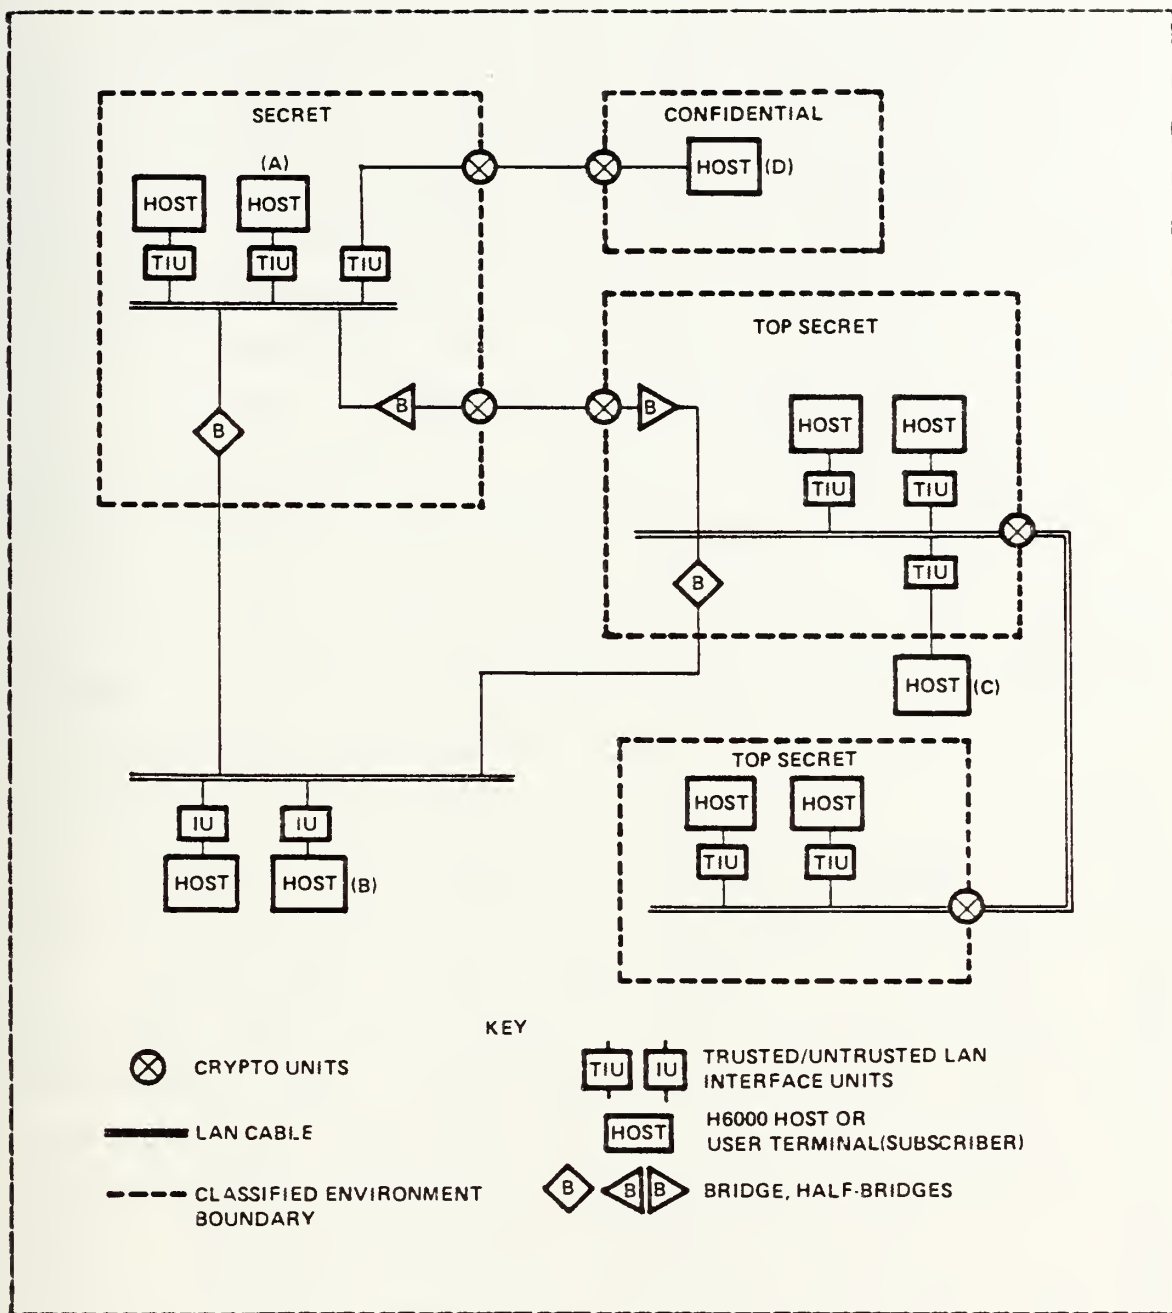 SECRET
CONFIDENTIAL
(A)
HOST
HOST
HOST
(D)
TIU
TIU
TIU
TOP SECRET
B
B
B
HOST
HOST
TIU
TIU
TIU
B
HOST
(C)
TOP SECRET
HOST
HOST
IU
IU
TIU
TIU
HOST
HOST
(B)
KEY
CRYPTO UNITS
TIU
IU
TRUSTED/UNTRUSTED LAN
INTERFACE UNITS
LAN CABLE
HOST
H6000 HOST OR
USER TERMINAL(SUBSCRIBER)
CLASSIFIED ENVIRONMENT
BOUNDARY
B
B
B
BRIDGE, HALF-BRIDGES